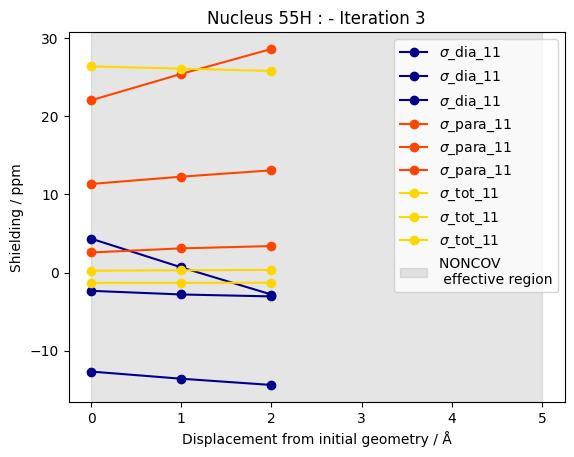 Nucleus 55H : - Iteration 3
Shielding / ppm
30
20
10
0
−10
0 1 2 3 4 5
Displacement from initial geometry / Å
σ_dia_11
σ_dia_11
σ_dia_11
σ_para_11
σ_para_11
σ_para_11
σ_tot_11
σ_tot_11
σ_tot_11
NONCOV
effective region